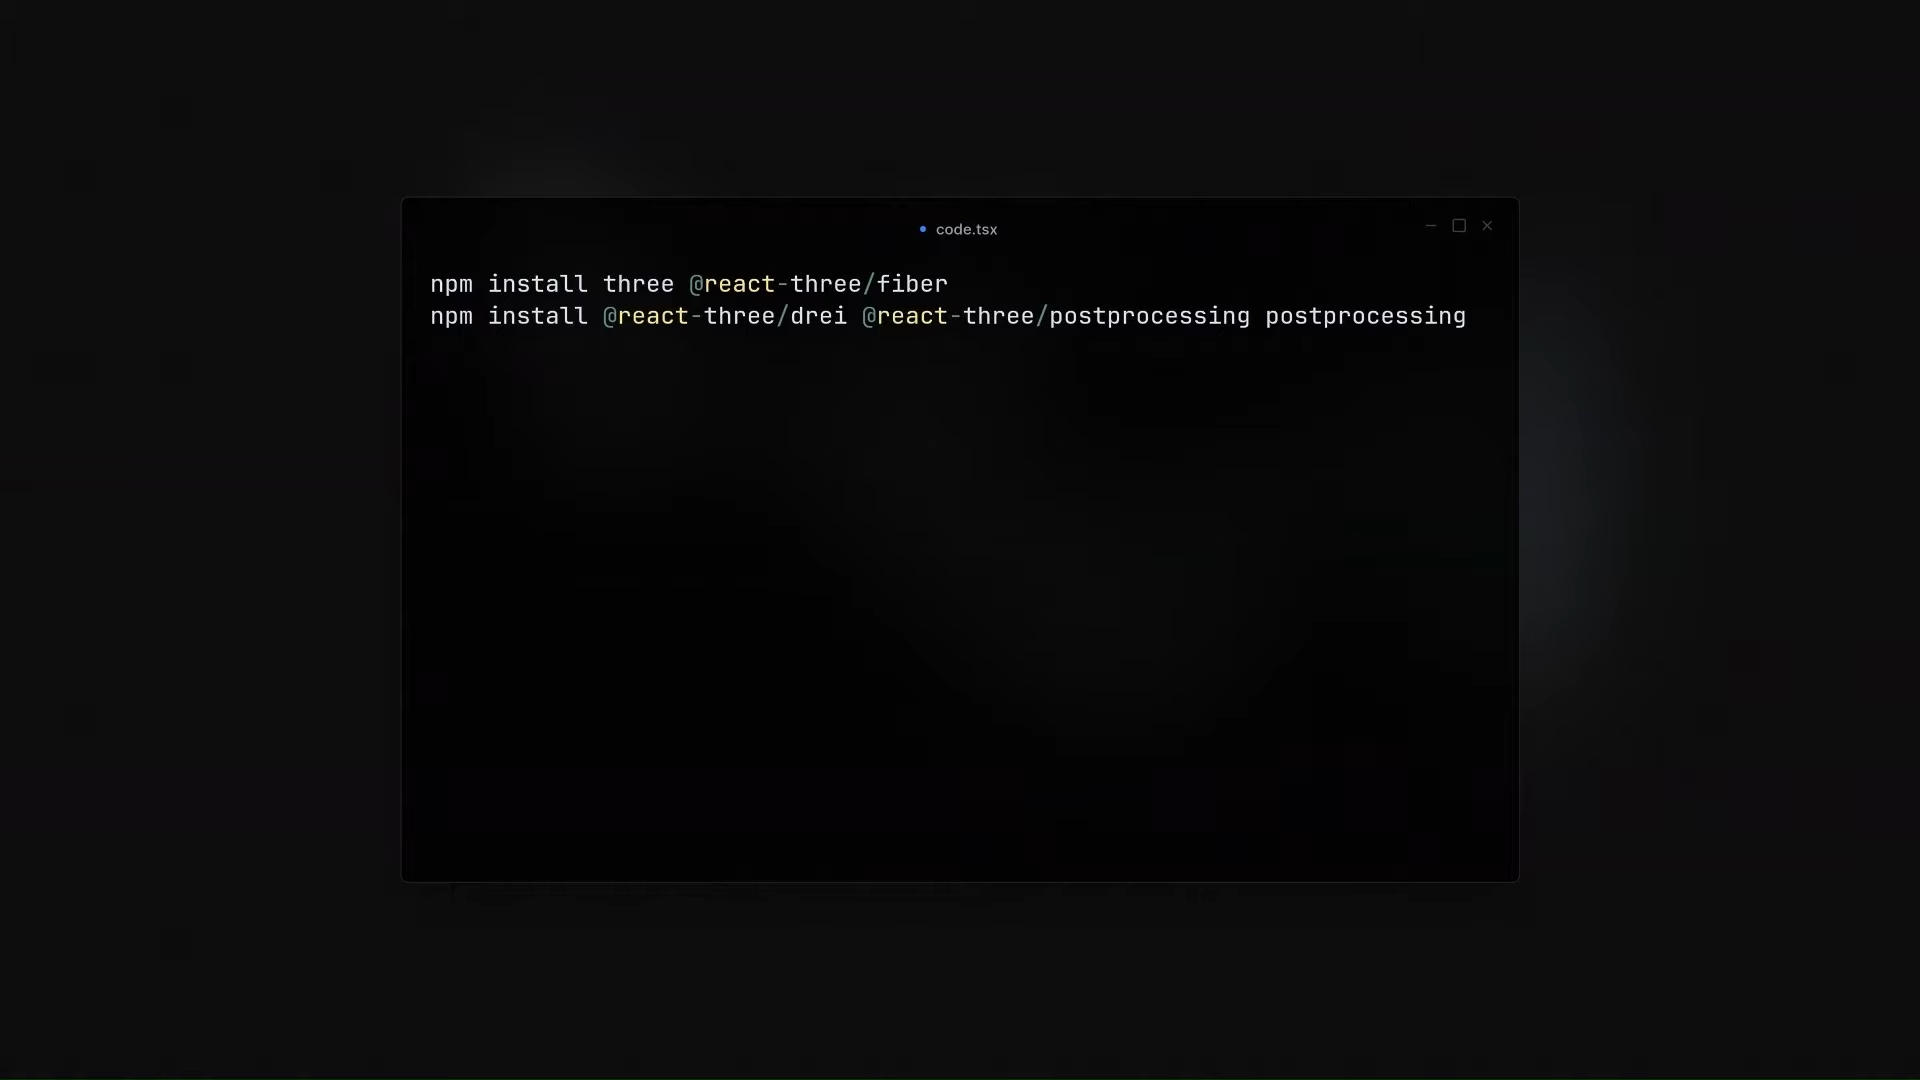 code.tsx
npm install three @react-three/fiber
npm install @react-three/drei @react-three/postprocessing postprocessing